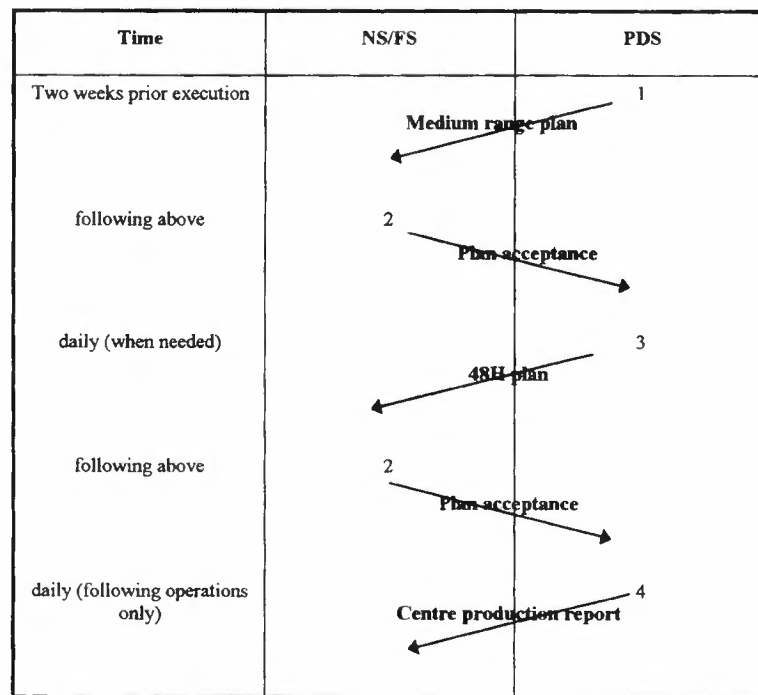 Time NS/FS PDS
Two weeks prior execution 1
Medium range plan
following above 2
Plan acceptance
daily (when needed) 3
48H plan
following above 2
Plan acceptance
daily (following operations
only) 4
Centre production report